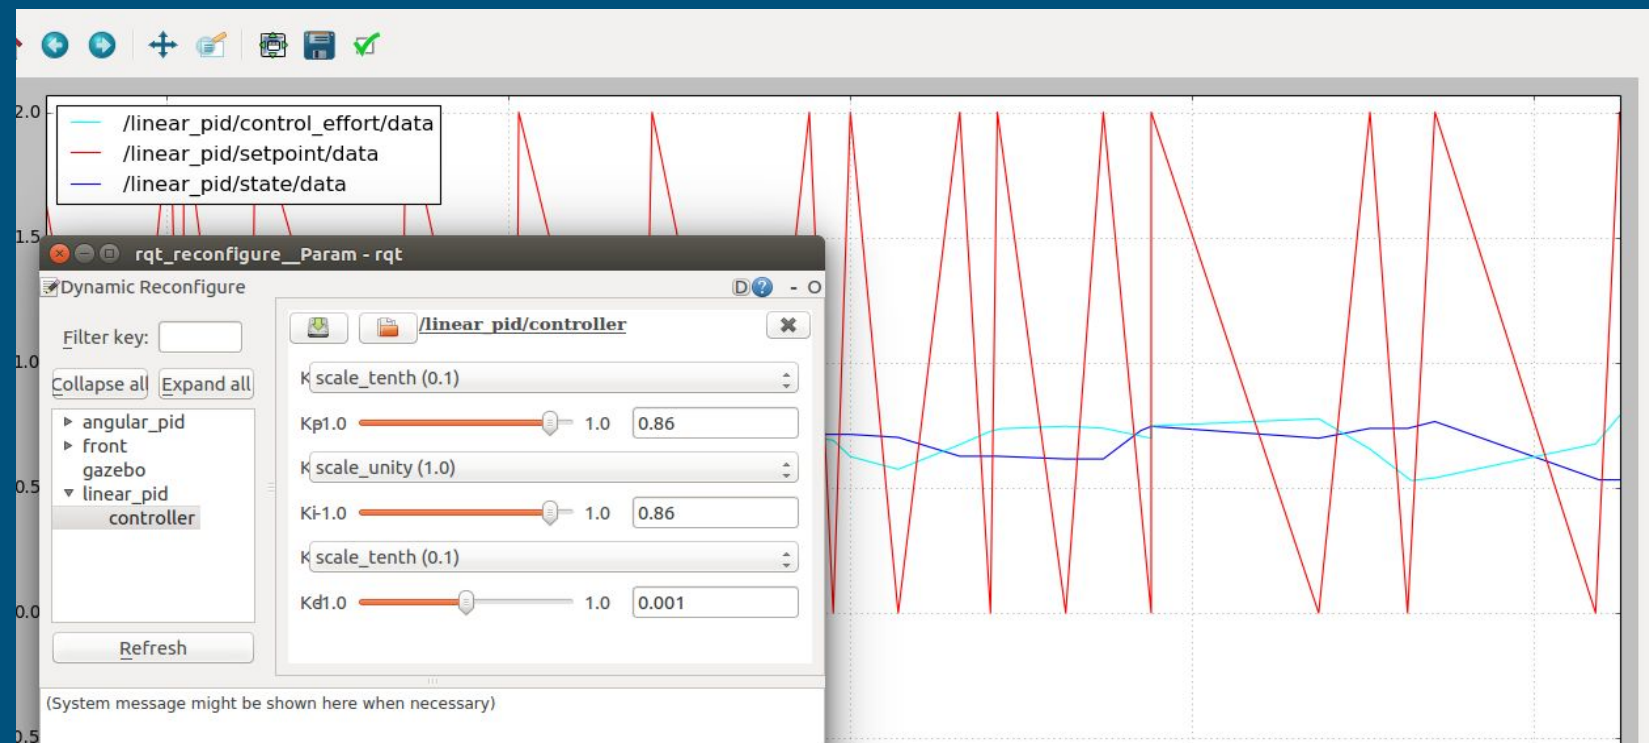 2.0
/linear_pid/control_effort/data
/linear_pid/setpoint/data
/linear_pid/state/data
1.5
rqt_reconfigure__Param - rqt
Dynamic Reconfigure
D ? - O
Filter key:
/linear_pid/controller
1.0
Collapse all Expand all
K scale_tenth (0.1)
angular_pid
front
gazebo
linear_pid
controller
Kp1.0 1.0 0.86
K scale_unity (1.0)
0.5
Ki-1.0 1.0 0.86
K scale_tenth (0.1)
Kd1.0 1.0 0.001
0.0
Refresh
(System message might be shown here when necessary)
0.5